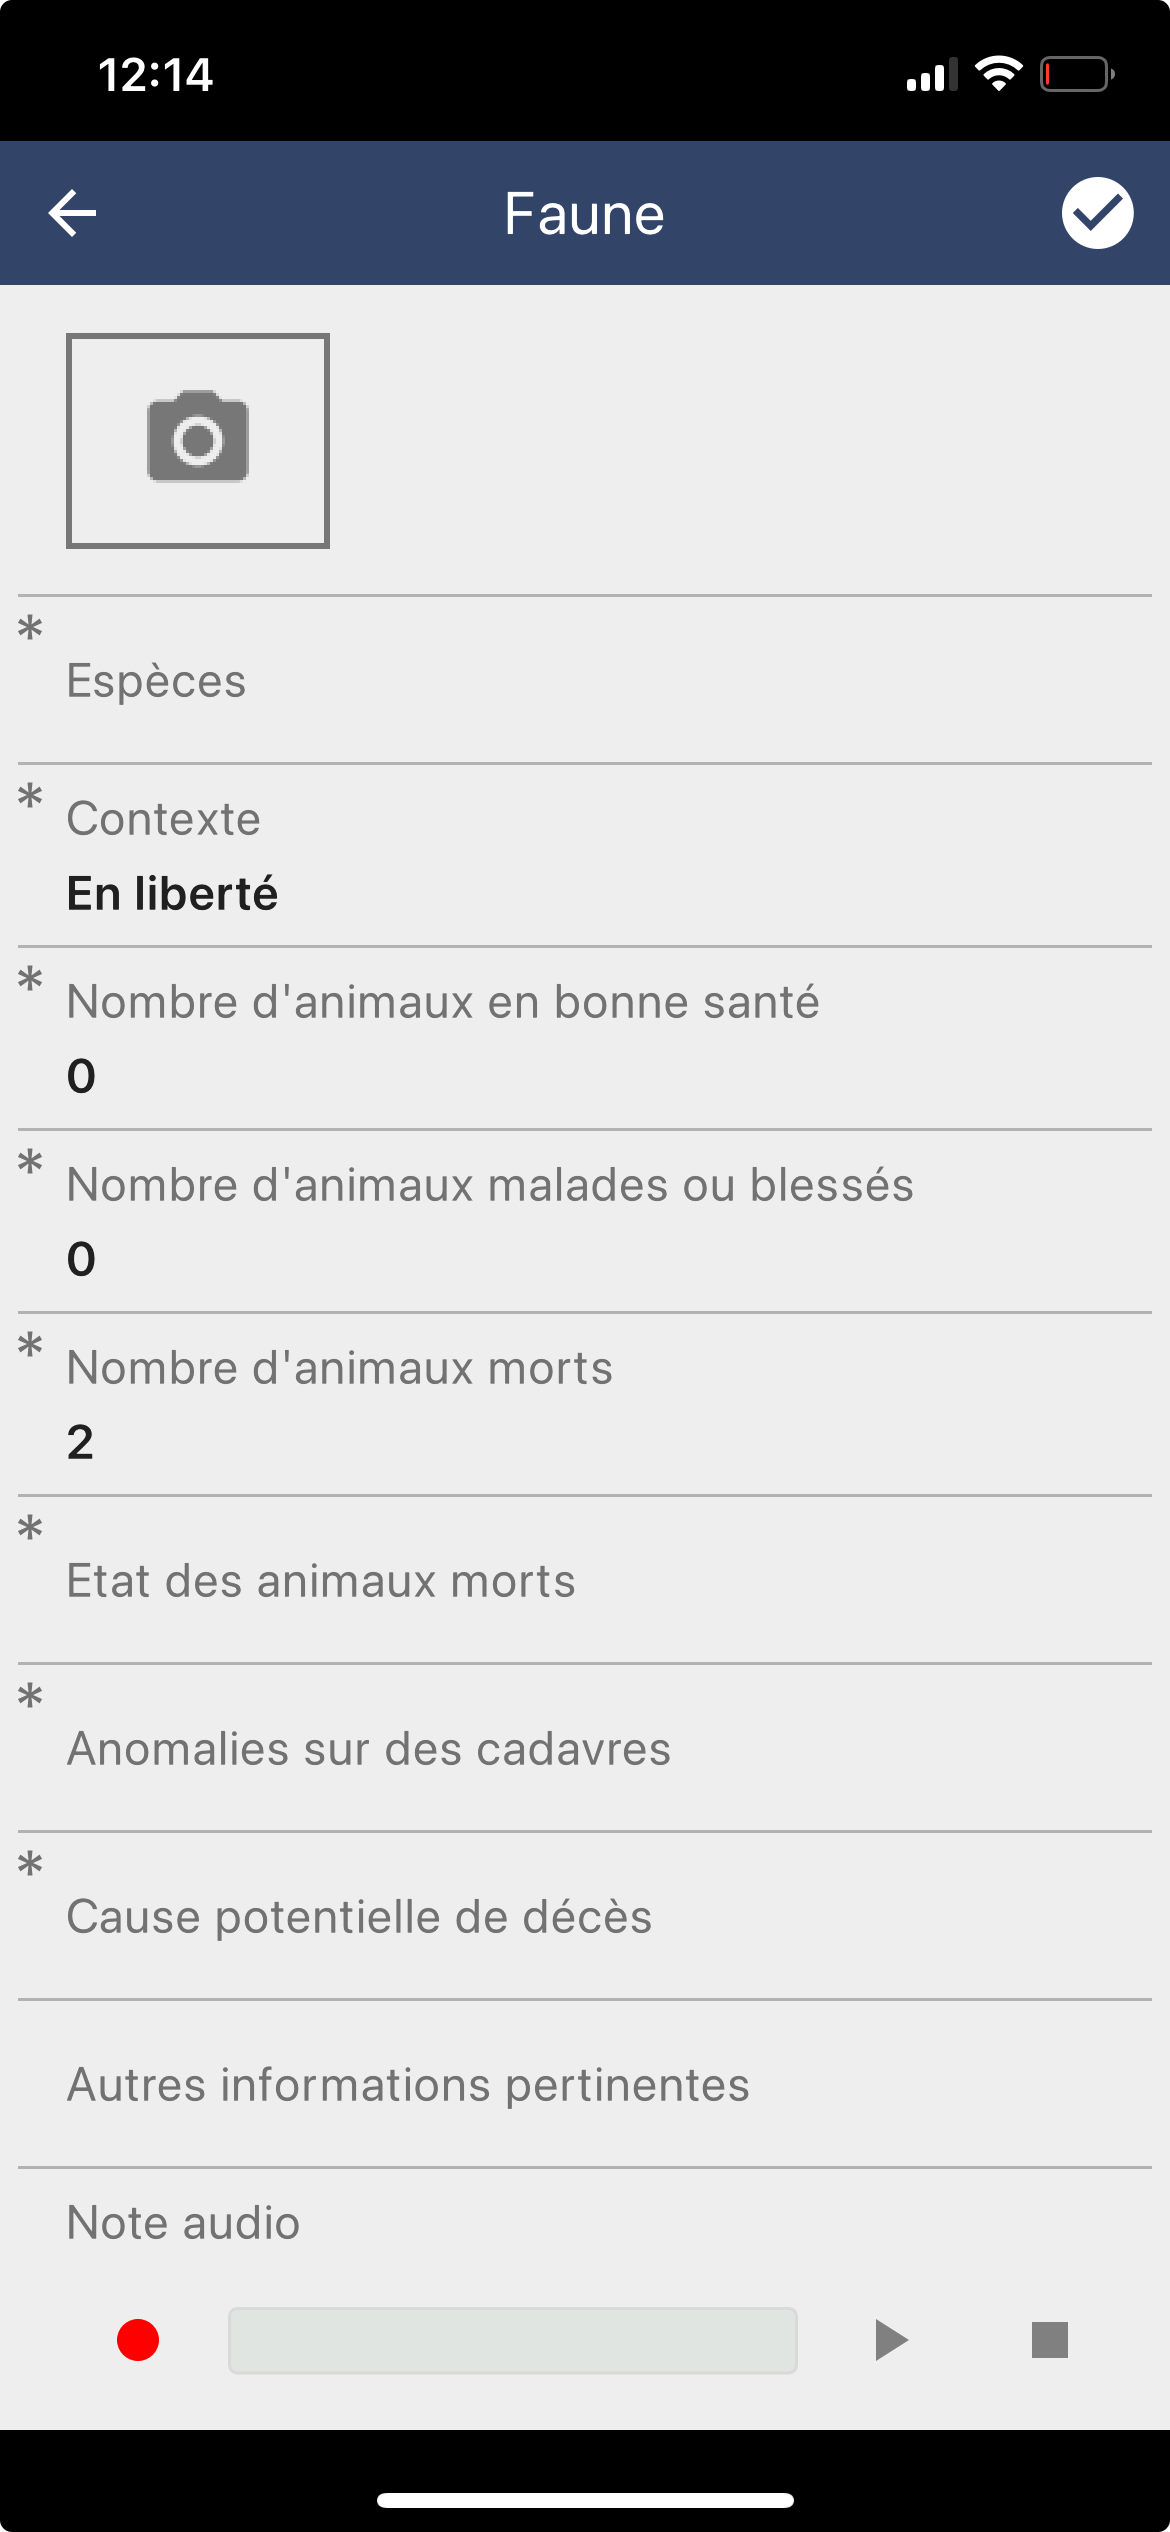 12:14
Faune
*
Espèces
*
Contexte
En liberté
*
Nombre d'animaux en bonne santé
0
*
Nombre d'animaux malades ou blessés
0
*
Nombre d'animaux morts
2
*
Etat des animaux morts
*
Anomalies sur des cadavres
*
Cause potentielle de décès
Autres informations pertinentes
Note audio